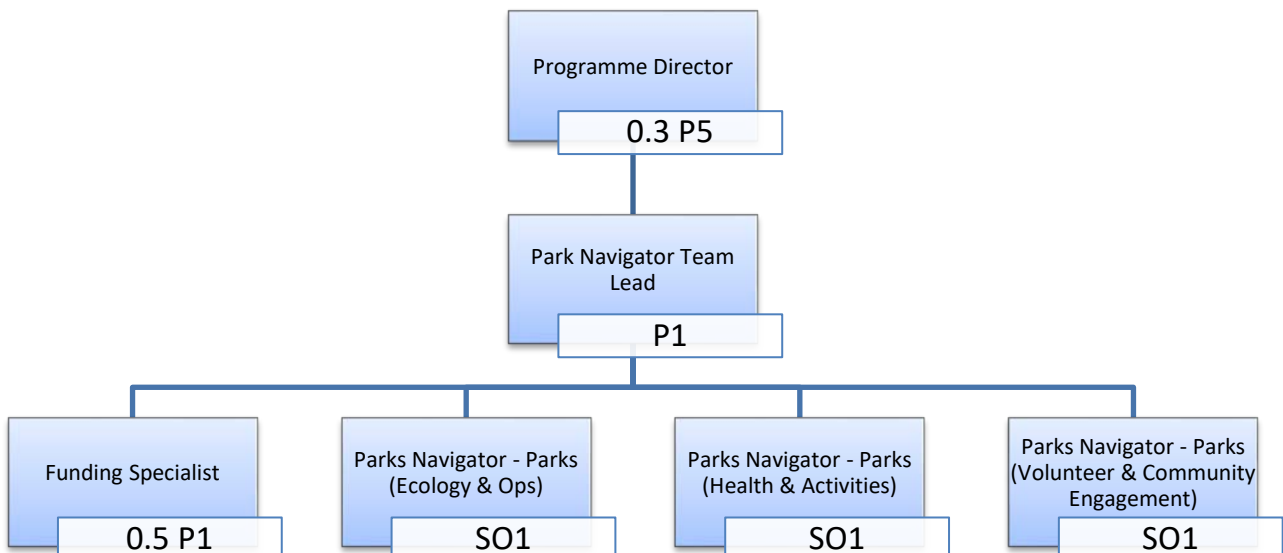 Programme Director
0.3 P5
Park Navigator Team
Lead
P1
Funding Specialist
0.5 P1
Parks Navigator - Parks
(Ecology & Ops)
SO1
Parks Navigator - Parks
(Health & Activities)
SO1
Parks Navigator - Parks
(Volunteer & Community
Engagement)
SO1